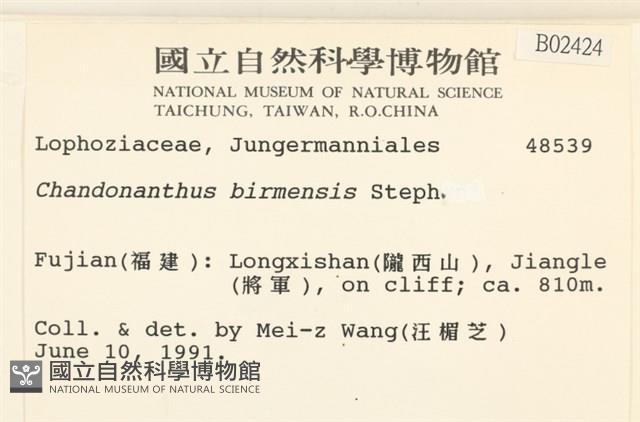 B02424
國立自然科學博物館
NATIONAL MUSEUM OF NATURAL SCIENCE
TAICHUNG, TAIWAN, R.O.CHINA
Lophoziaceae, Jungermanniales 48539
Chandonanthus birmensis Steph.
Fujian(福建): Longxishan(隴西山), Jiangle
(將軍), on cliff; ca. 810m.
Coll. & det. by Mei-z Wang(汪楣芝)
June 10, 1991.
國立自然科學博物館
NATIONAL MUSEUM OF NATURAL SCIENCE